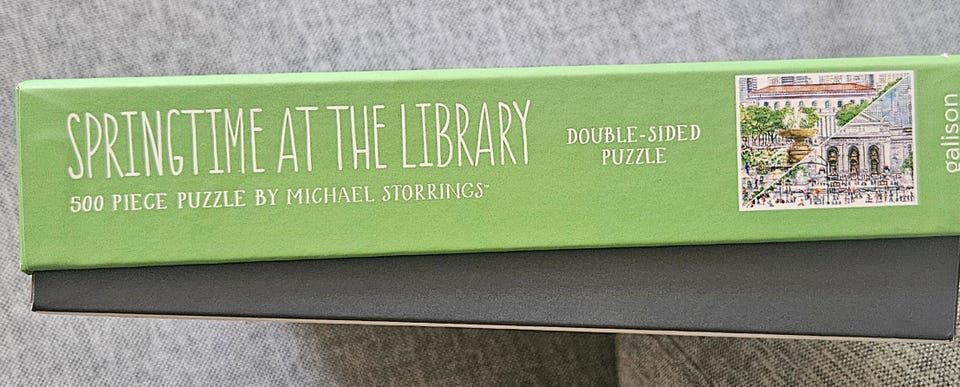 SPRINGTIME AT THE LIBRARY
500 PIECE PUZZLE BY MICHAEL STORRINGS™
DOUBLE-SIDED
PUZZLE
galison